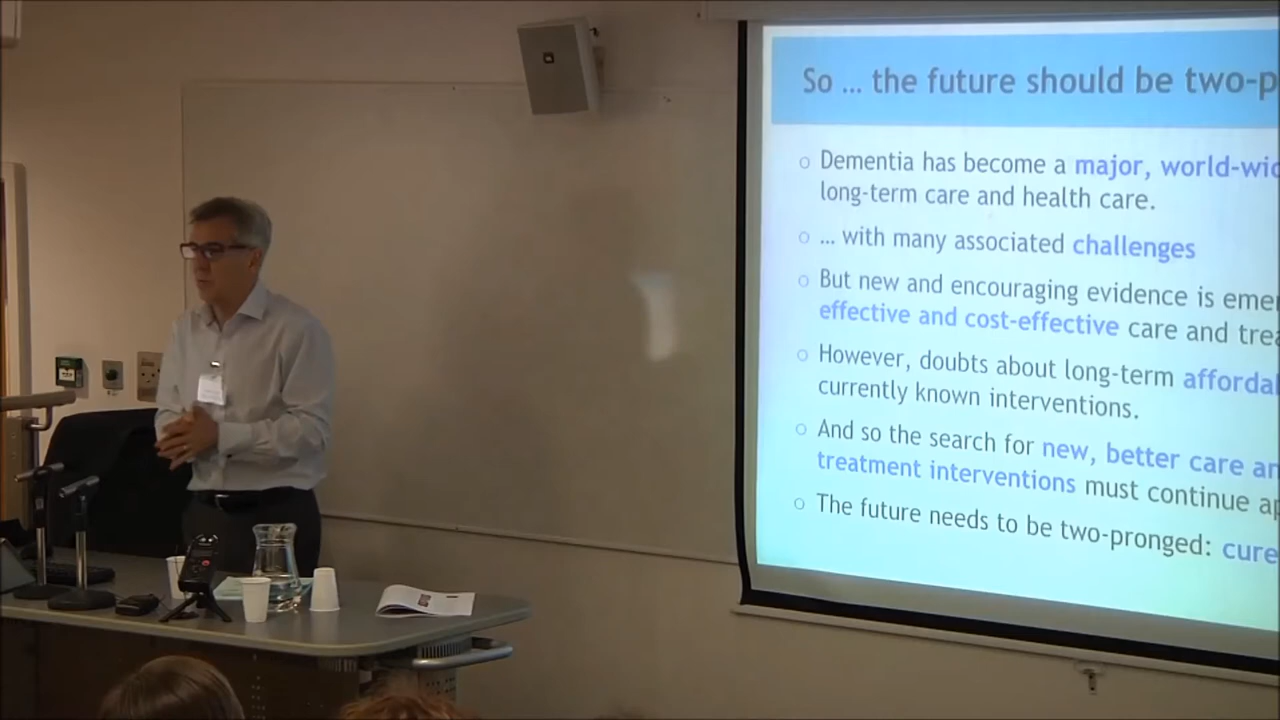 So ... the future should be two-p
o Dementia has become a major, world-wid
long-term care and health care.
o ... with many associated challenges
o But new and encouraging evidence is emer
effective and cost-effective care and trea
o However, doubts about long-term affordal
currently known interventions.
o And so the search for new, better care an
treatment interventions must continue ap
o The future needs to be two-pronged: cure